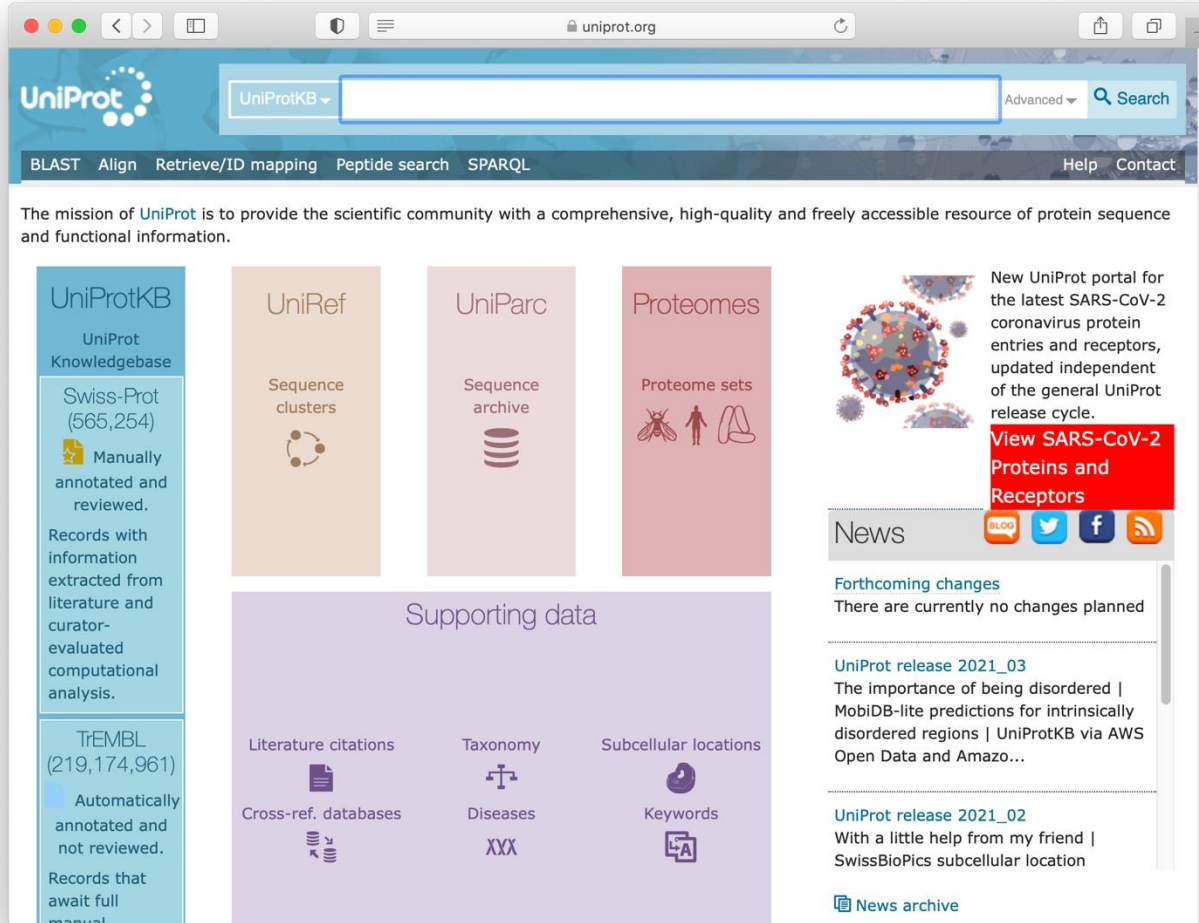 uniprot.org
UniProt
UniProtKB
Advanced
Search
BLAST Align Retrieve/ID mapping Peptide search SPARQL
Help Contact
The mission of UniProt is to provide the scientific community with a comprehensive, high-quality and freely accessible resource of protein sequence
and functional information.
UniProtKB
UniProt
Knowledgebase
Swiss-Prot
(565,254)
Manually
annotated and
reviewed.
Records with
information
extracted from
literature and
curator-
evaluated
computational
analysis.
TrEMBL
(219,174,961)
Automatically
annotated and
not reviewed.
Records that
await full
manual
UniRef
Sequence
clusters
UniParc
Sequence
archive
Proteomes
Proteome sets
Supporting data
Literature citations
Taxonomy
Subcellular locations
Cross-ref. databases
Diseases
Keywords
New UniProt portal for
the latest SARS-CoV-2
coronavirus protein
entries and receptors,
updated independent
of the general UniProt
release cycle.
View SARS-CoV-2
Proteins and
Receptors
News
BLOG
Forthcoming changes
There are currently no changes planned
UniProt release 2021_03
The importance of being disordered |
MobiDB-lite predictions for intrinsically
disordered regions | UniProtKB via AWS
Open Data and Amazo...
UniProt release 2021_02
With a little help from my friend |
SwissBioPics subcellular location
News archive